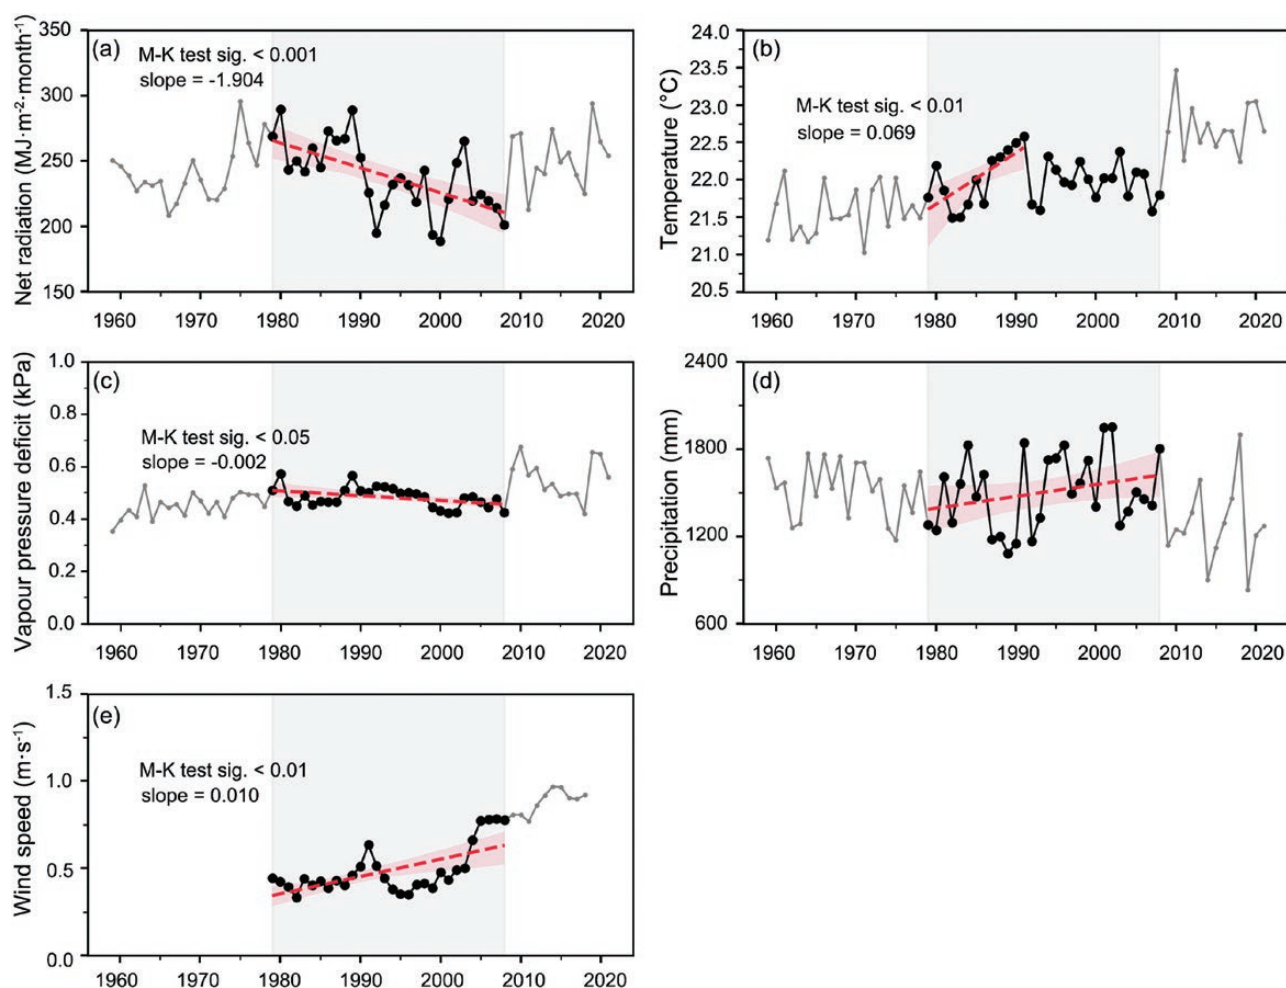 (a)
M-K test sig. < 0.001
slope = -1.904
Net radiation (MJ·m⁻²·month⁻¹)
350
300
250
200
150
1960 1970 1980 1990 2000 2010 2020
(b)
M-K test sig. < 0.01
slope = 0.069
Temperature (°C)
24.0
23.5
23.0
22.5
22.0
21.5
21.0
20.5
1960 1970 1980 1990 2000 2010 2020
(c)
M-K test sig. < 0.05
slope = -0.002
Vapour pressure deficit (kPa)
1.0
0.8
0.6
0.4
0.2
0.0
1960 1970 1980 1990 2000 2010 2020
(d)
Precipitation (mm)
2400
1800
1200
600
1960 1970 1980 1990 2000 2010 2020
(e)
M-K test sig. < 0.01
slope = 0.010
Wind speed (m·s⁻¹)
1.5
1.0
0.5
0.0
1960 1970 1980 1990 2000 2010 2020